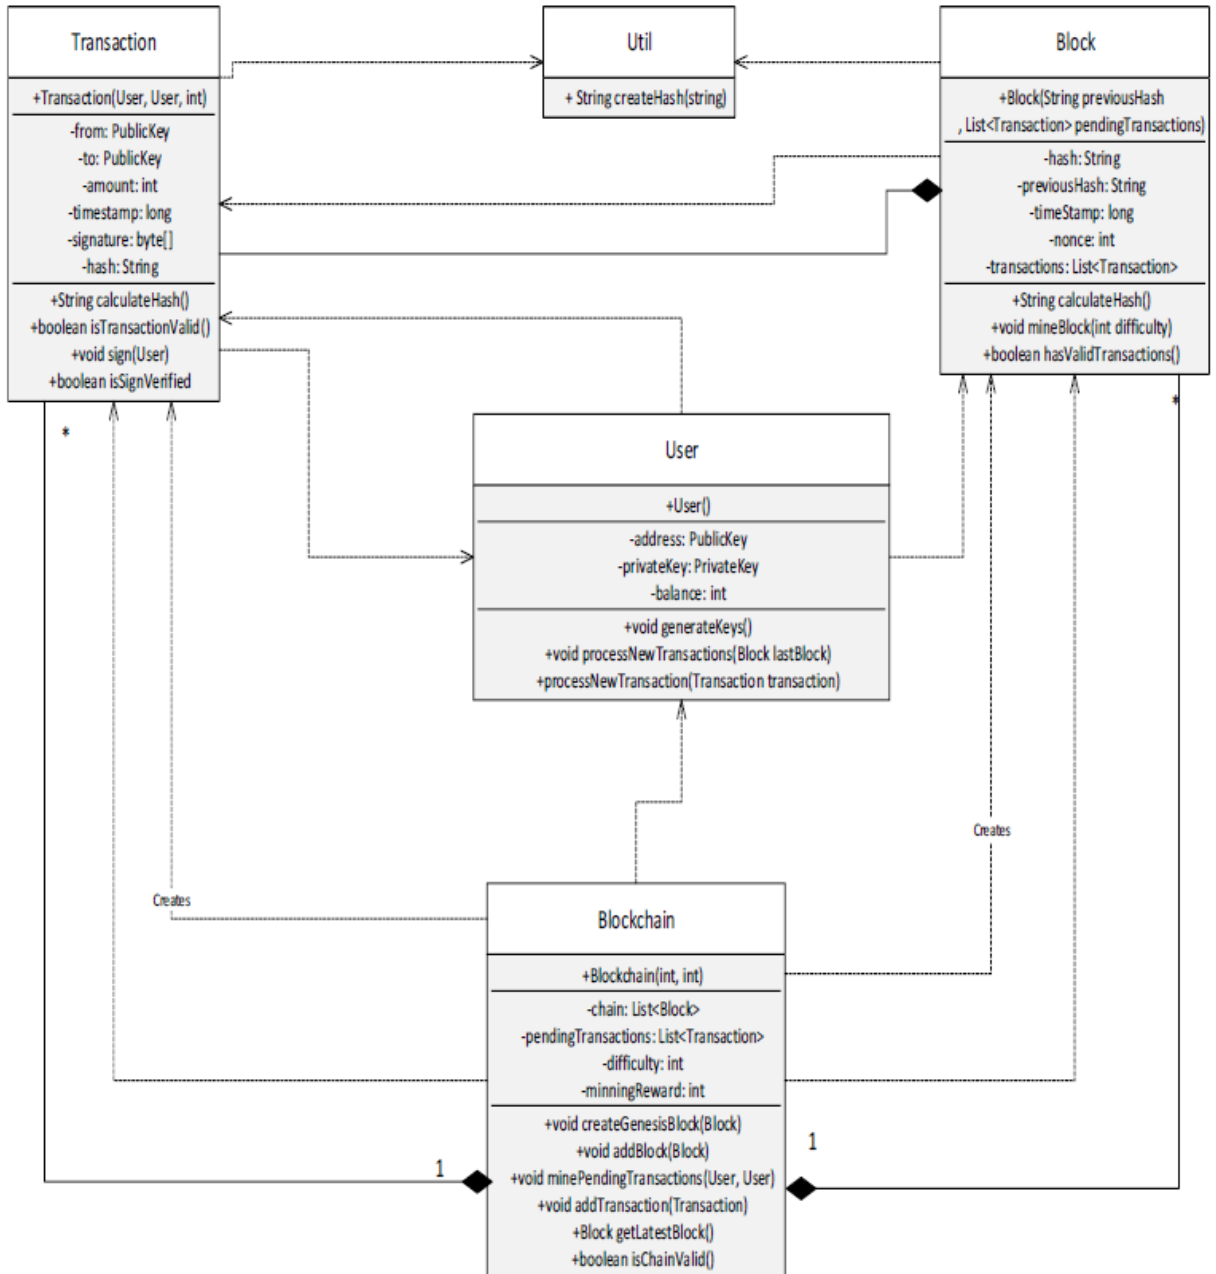 Transaction
+Transaction(User, User, int)
-from: PublicKey
-to: PublicKey
-amount: int
-timestamp: long
-signature: byte[]
-hash: String
+String calculateHash()
+boolean isTransactionValid()
+void sign(User)
+boolean isSignVerified
*
Util
+ String createHash(string)
Block
+Block(String previousHash
, List<Transaction> pendingTransactions)
-hash: String
-previousHash: String
-timeStamp: long
-nonce: int
-transactions: List<Transaction>
+String calculateHash()
+void mineBlock(int difficulty)
+boolean hasValidTransactions()
*
User
+User()
-address: PublicKey
-privateKey: PrivateKey
-balance: int
+void generateKeys()
+void processNewTransactions(Block lastBlock)
+processNewTransaction(Transaction transaction)
Creates
Creates
Blockchain
+Blockchain(int, int)
-chain: List<Block>
-pendingTransactions: List<Transaction>
-difficulty: int
-minningReward: int
+void createGenesisBlock(Block)
+void addBlock(Block)
+void minePendingTransactions(User, User)
+void addTransaction(Transaction)
+Block getLatestBlock()
+boolean isChainValid()
1
1